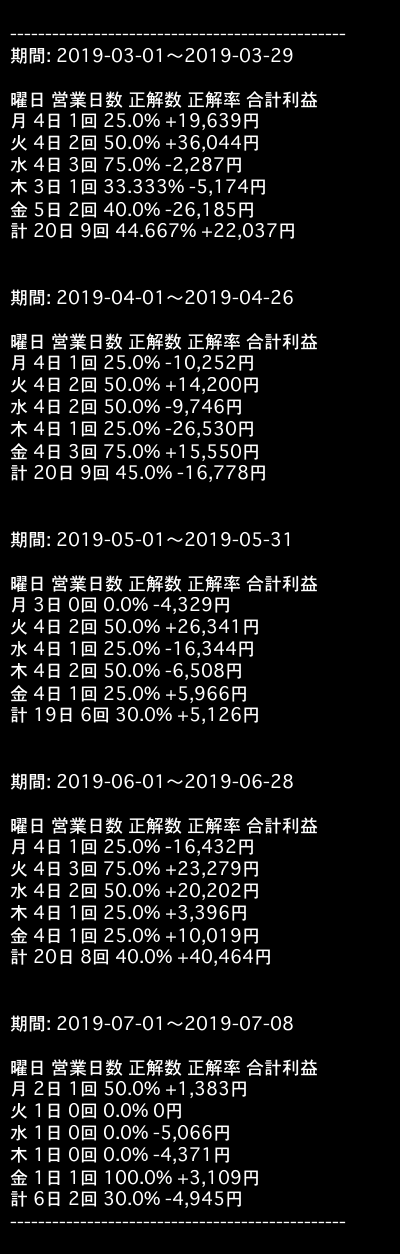 ------------------------------------------------
期間: 2019-03-01〜2019-03-29
曜日 営業日数 正解数 正解率 合計利益
月 4日 1回 25.0% +19,639円
火 4日 2回 50.0% +36,044円
水 4日 3回 75.0% -2,287円
木 3日 1回 33.333% -5,174円
金 5日 2回 40.0% -26,185円
計 20日 9回 44.667% +22,037円
期間: 2019-04-01〜2019-04-26
曜日 営業日数 正解数 正解率 合計利益
月 4日 1回 25.0% -10,252円
火 4日 2回 50.0% +14,200円
水 4日 2回 50.0% -9,746円
木 4日 1回 25.0% -26,530円
金 4日 3回 75.0% +15,550円
計 20日 9回 45.0% -16,778円
期間: 2019-05-01〜2019-05-31
曜日 営業日数 正解数 正解率 合計利益
月 3日 0回 0.0% -4,329円
火 4日 2回 50.0% +26,341円
水 4日 1回 25.0% -16,344円
木 4日 2回 50.0% -6,508円
金 4日 1回 25.0% +5,966円
計 19日 6回 30.0% +5,126円
期間: 2019-06-01〜2019-06-28
曜日 営業日数 正解数 正解率 合計利益
月 4日 1回 25.0% -16,432円
火 4日 3回 75.0% +23,279円
水 4日 2回 50.0% +20,202円
木 4日 1回 25.0% +3,396円
金 4日 1回 25.0% +10,019円
計 20日 8回 40.0% +40,464円
期間: 2019-07-01〜2019-07-08
曜日 営業日数 正解数 正解率 合計利益
月 2日 1回 50.0% +1,383円
火 1日 0回 0.0% 0円
水 1日 0回 0.0% -5,066円
木 1日 0回 0.0% -4,371円
金 1日 1回 100.0% +3,109円
計 6日 2回 30.0% -4,945円
------------------------------------------------